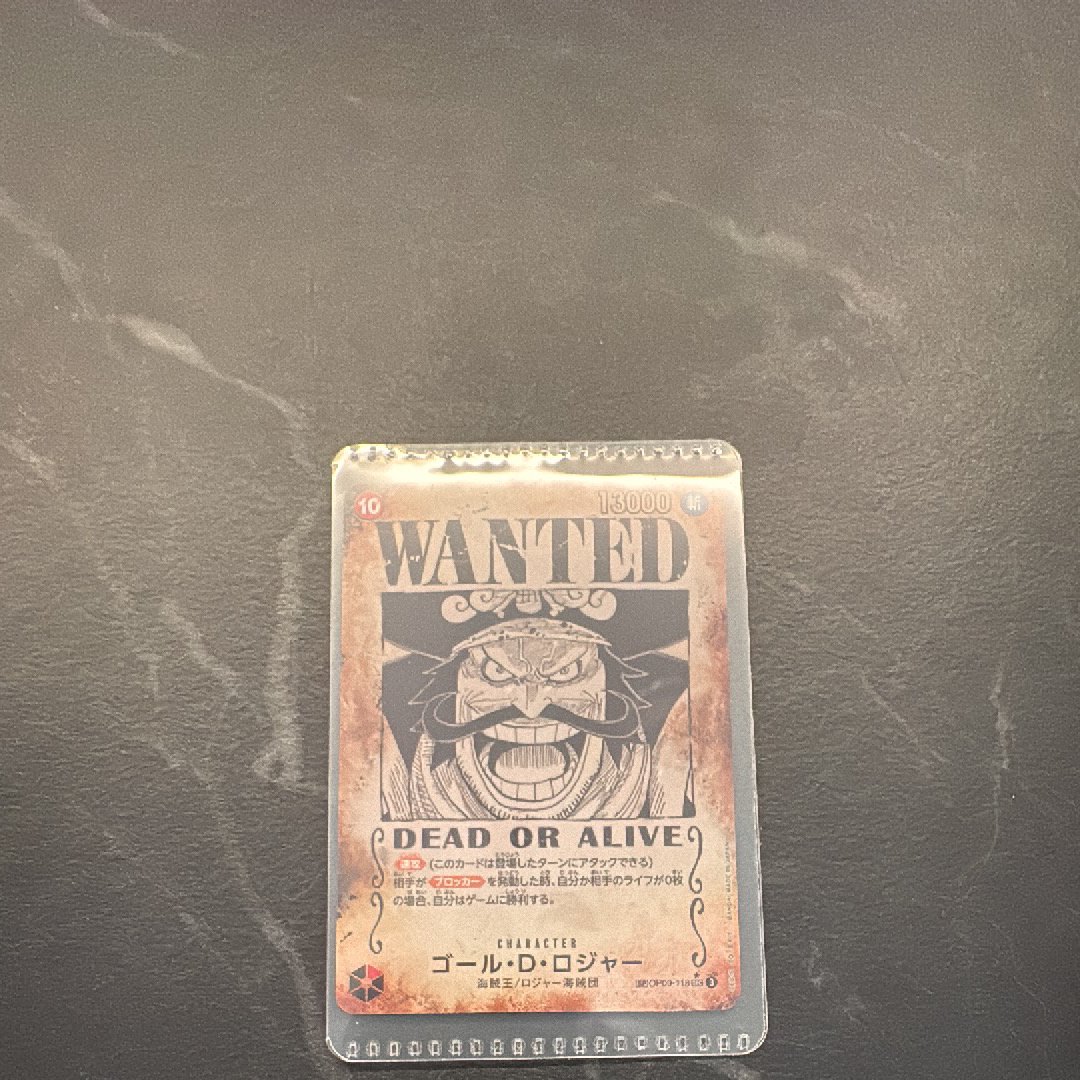 10 13000 斬
WANTED
DEAD OR ALIVE
速攻 (このカードは登場したターンにアタックできる)
相手が ブロッカー を発動した時、自分か相手のライフが0枚
の場合、自分はゲームに勝利する。
CHARACTER
ゴール・D・ロジャー
海賊王/ロジャー海賊団
OP09-118 3